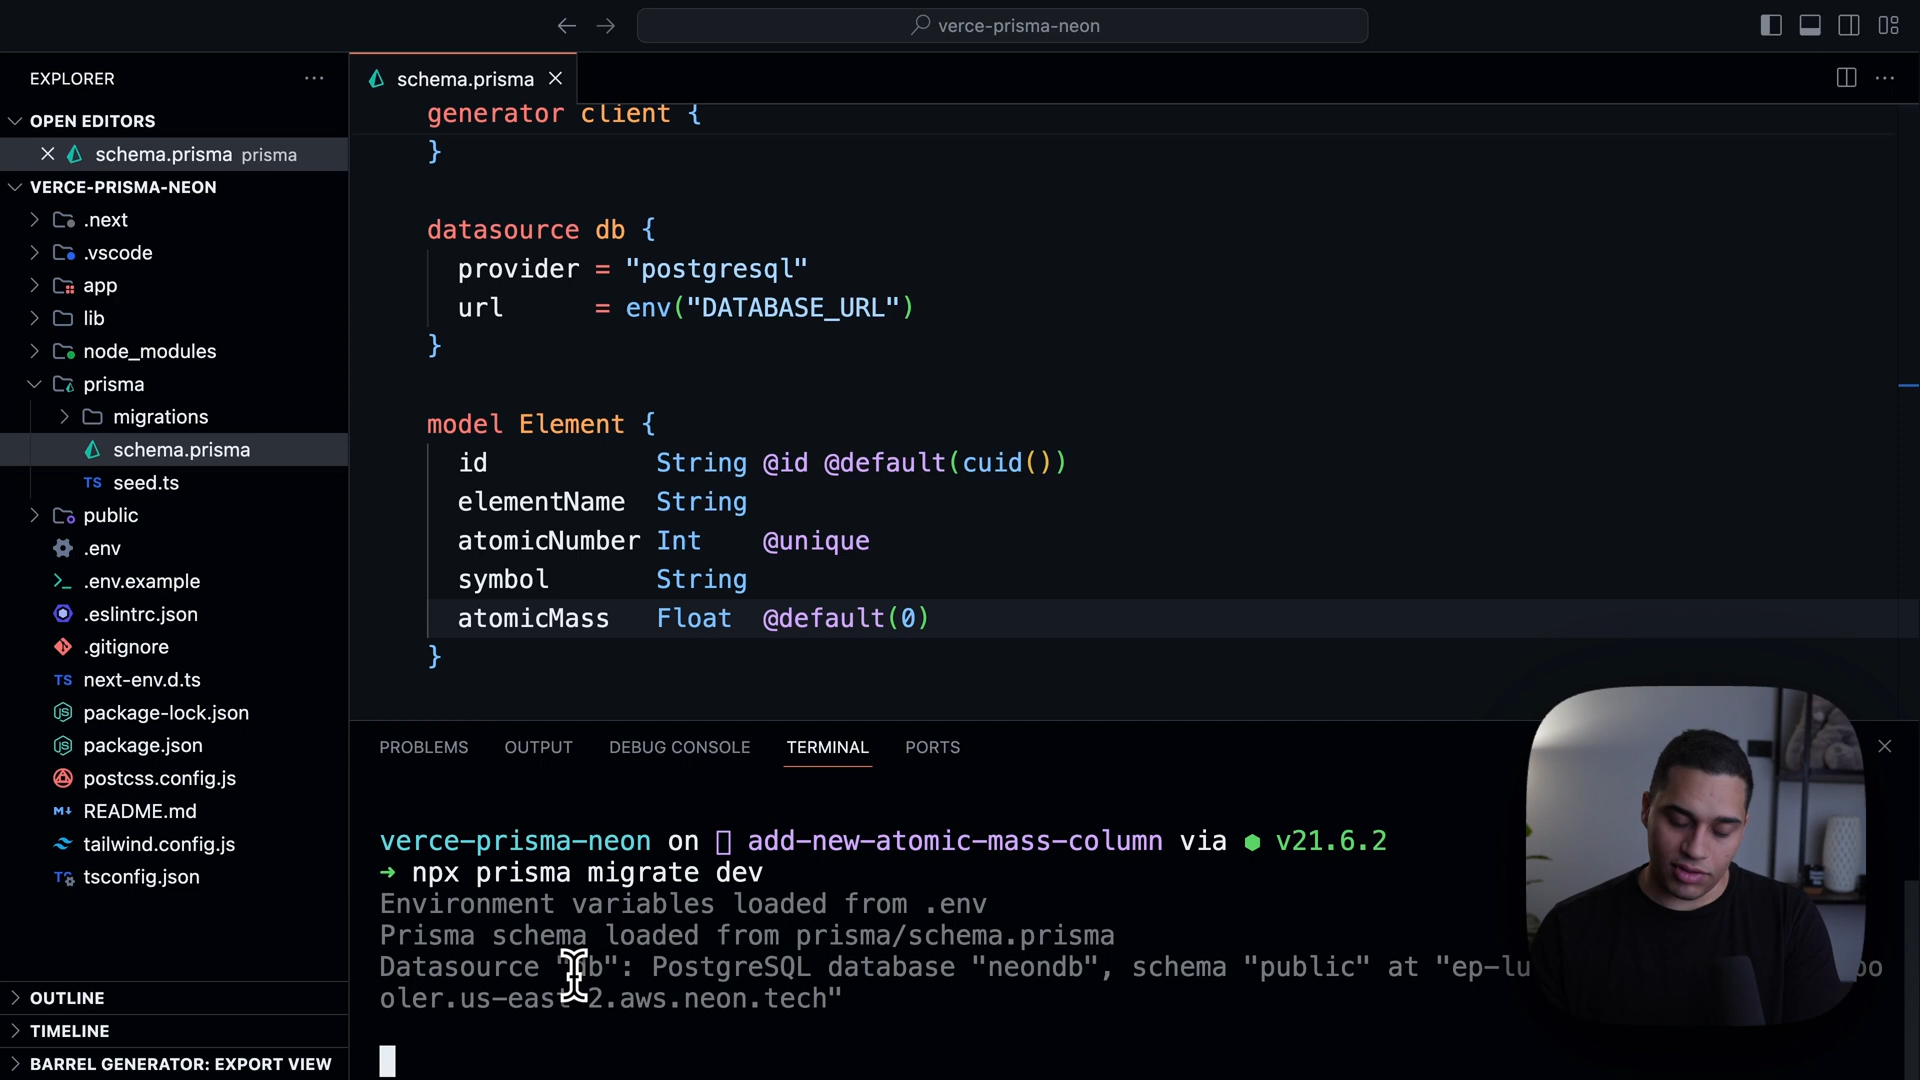 verce-prisma-neon
EXPLORER
OPEN EDITORS
schema.prisma prisma
VERCE-PRISMA-NEON
.next
.vscode
app
lib
node_modules
prisma
migrations
schema.prisma
TS seed.ts
public
.env
.env.example
.eslintrc.json
.gitignore
TS next-env.d.ts
package-lock.json
package.json
postcss.config.js
README.md
tailwind.config.js
tsconfig.json
OUTLINE
TIMELINE
BARREL GENERATOR: EXPORT VIEW
schema.prisma
generator client {
}
datasource db {
provider = "postgresql"
url = env("DATABASE_URL")
}
model Element {
id String @id @default(cuid())
elementName String
atomicNumber Int @unique
symbol String
atomicMass Float @default(0)
}
PROBLEMS OUTPUT DEBUG CONSOLE TERMINAL PORTS
verce-prisma-neon on add-new-atomic-mass-column via v21.6.2
→ npx prisma migrate dev
Environment variables loaded from .env
Prisma schema loaded from prisma/schema.prisma
Datasource "db": PostgreSQL database "neondb", schema "public" at "ep-lu oo
oler.us-east-2.aws.neon.tech"